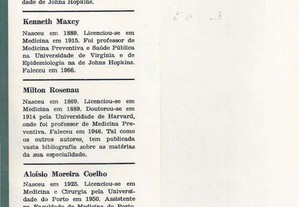 dade de Johns Hopkins.
Kenneth Maxcy
Nasceu em 1889. Licenciou-se em
Medicina em 1915. Foi professor de
Medicina Preventiva e Saúde Pública
na Universidade de Virgínia e de
Epidemiologia na de Johns Hopkins.
Faleceu em 1966.
Milton Rosenau
Nasceu em 1869. Licenciou-se em
Medicina em 1889. Doutorou-se em
1914 pela Universidade de Harvard,
onde foi professor de Medicina Pre-
ventiva. Faleceu em 1946. Tal como
os outros autores, tem publicada
vasta bibliografia sobre as matérias
da sua especialidade.
Aloísio Moreira Coelho
Nasceu em 1925. Licenciou-se em
Medicina e Cirurgia pela Universi-
dade do Porto em 1950. Assistente